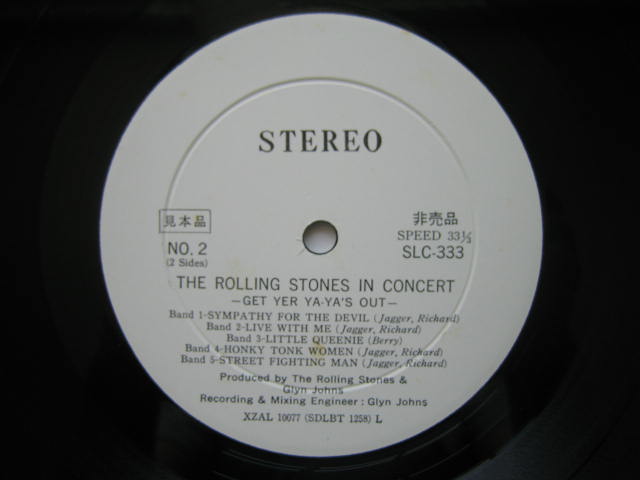 STEREO
見本品
非売品
NO. 2
SPEED 33⅓
(2 Sides)
SLC-333
THE ROLLING STONES IN CONCERT
—GET YER YA-YA'S OUT—
Band 1-SYMPATHY FOR THE DEVIL (Jagger, Richard)
Band 2-LIVE WITH ME (Jagger, Richard)
Band 3-LITTLE QUEENIE (Berry)
Band 4-HONKY TONK WOMEN (Jagger, Richard)
Band 5-STREET FIGHTING MAN (Jagger, Richard)
Produced by The Rolling Stones &
Glyn Johns
Recording & Mixing Engineer : Glyn Johns
XZAL 10077 (SDLBT 1258) L